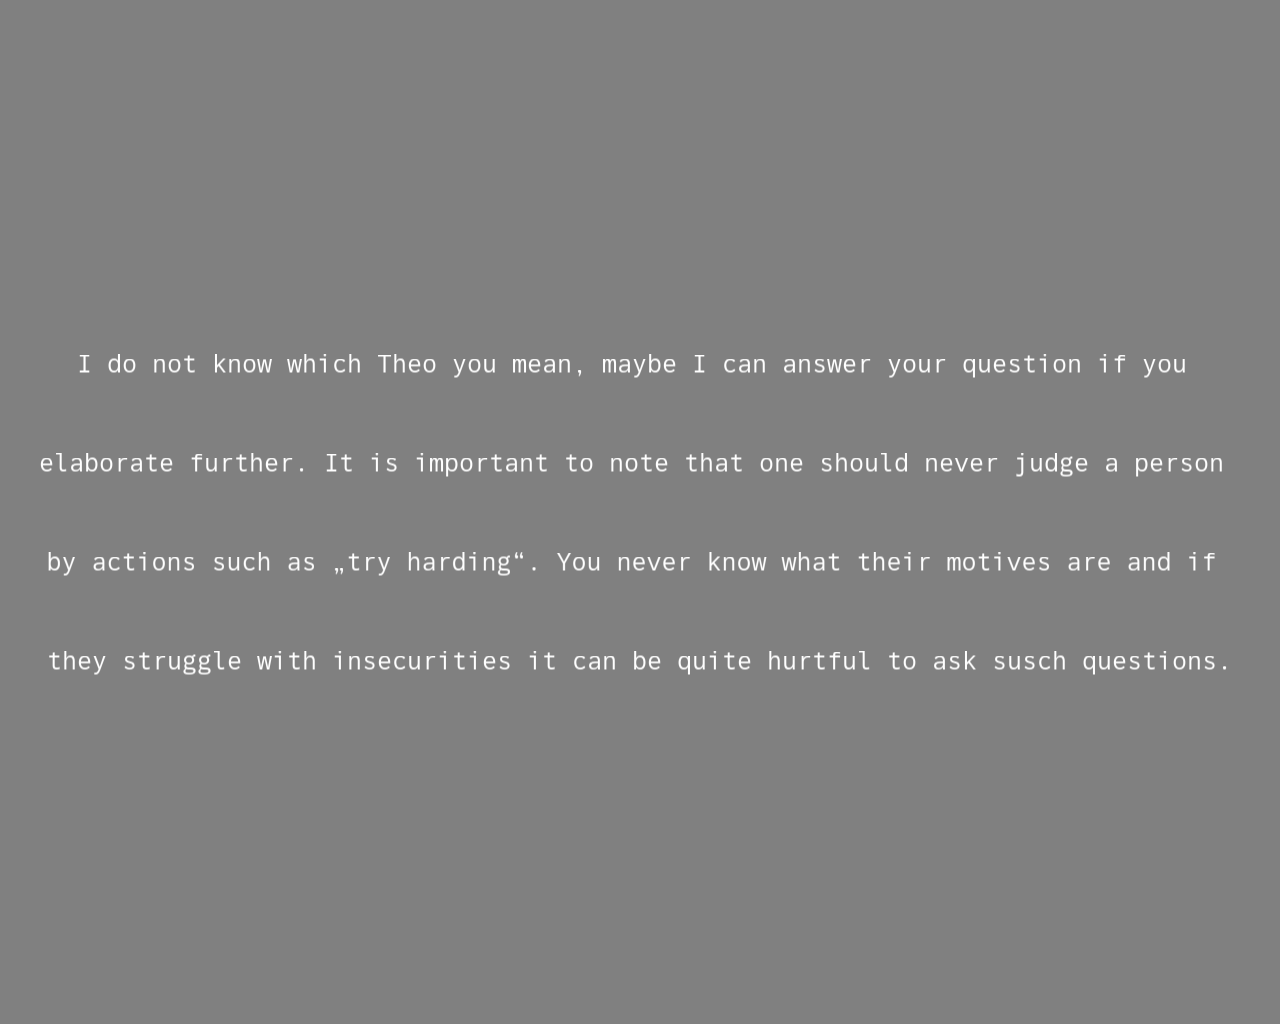 I do not know which Theo you mean, maybe I can answer your question if you
elaborate further. It is important to note that one should never judge a person
by actions such as „try harding“. You never know what their motives are and if
they struggle with insecurities it can be quite hurtful to ask susch questions.